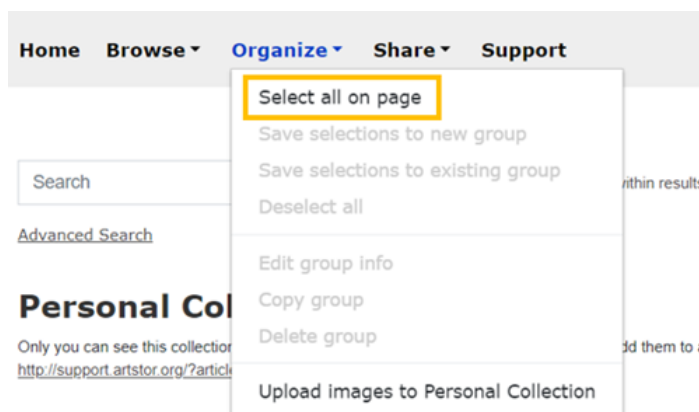 Home Browse Organize Share Support
Select all on page
Save selections to new group
Save selections to existing group
Deselect all
Edit group info
Copy group
Delete group
Upload images to Personal Collection
Search
within results
Advanced Search
Personal Col
Only you can see this collection
dd them to a
http://support.artstor.org/?article